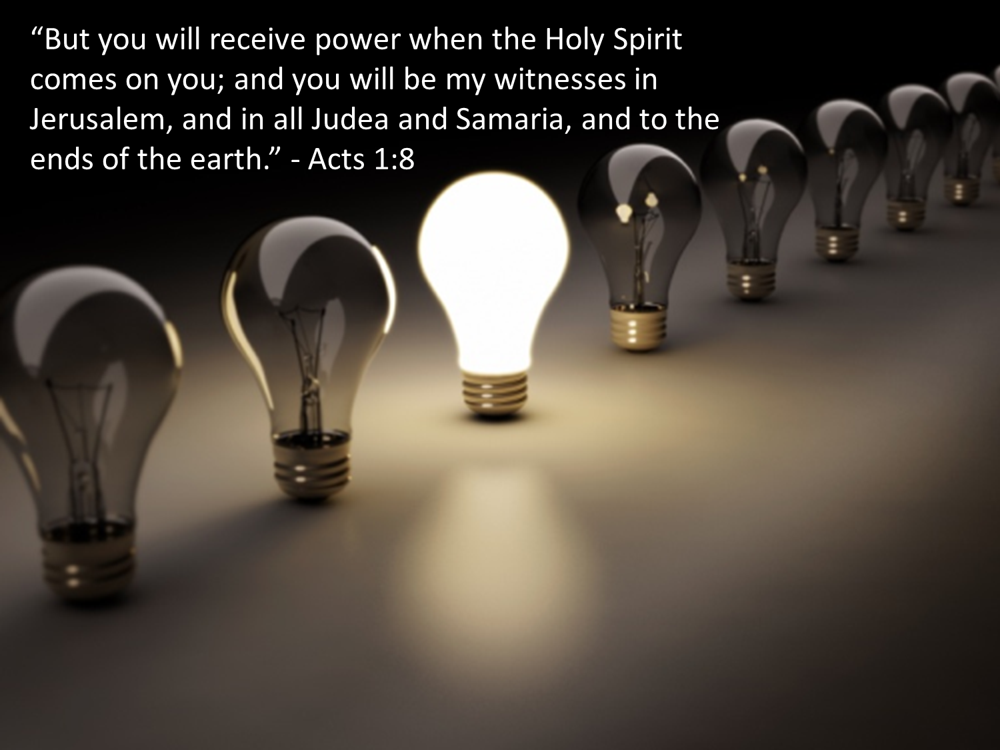 “But you will receive power when the Holy Spirit
comes on you; and you will be my witnesses in
Jerusalem, and in all Judea and Samaria, and to the
ends of the earth.” - Acts 1:8